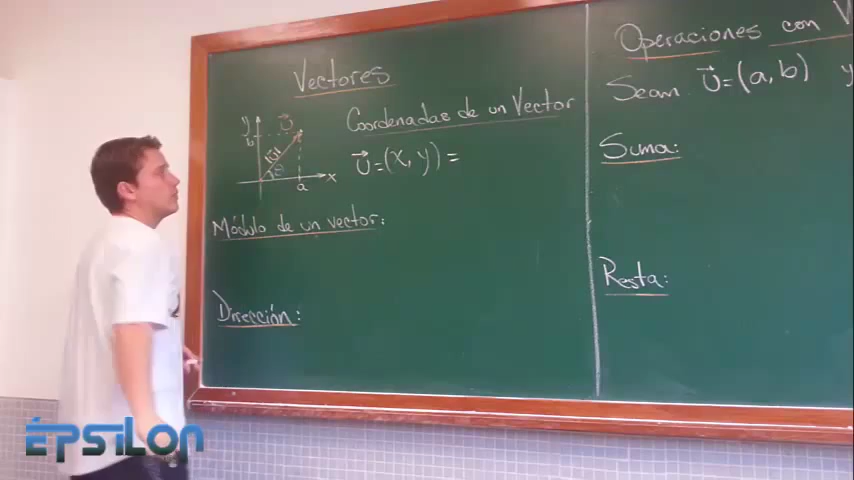 Vectores
y
b
U⃗
|U⃗|
θ
a
x
Coordenadas de un Vector
U⃗=(x, y)=
Módulo de un vector:
Dirección:
Operaciones con V
Sean U⃗=(a, b) y
Suma:
Resta:
ÉPSILON